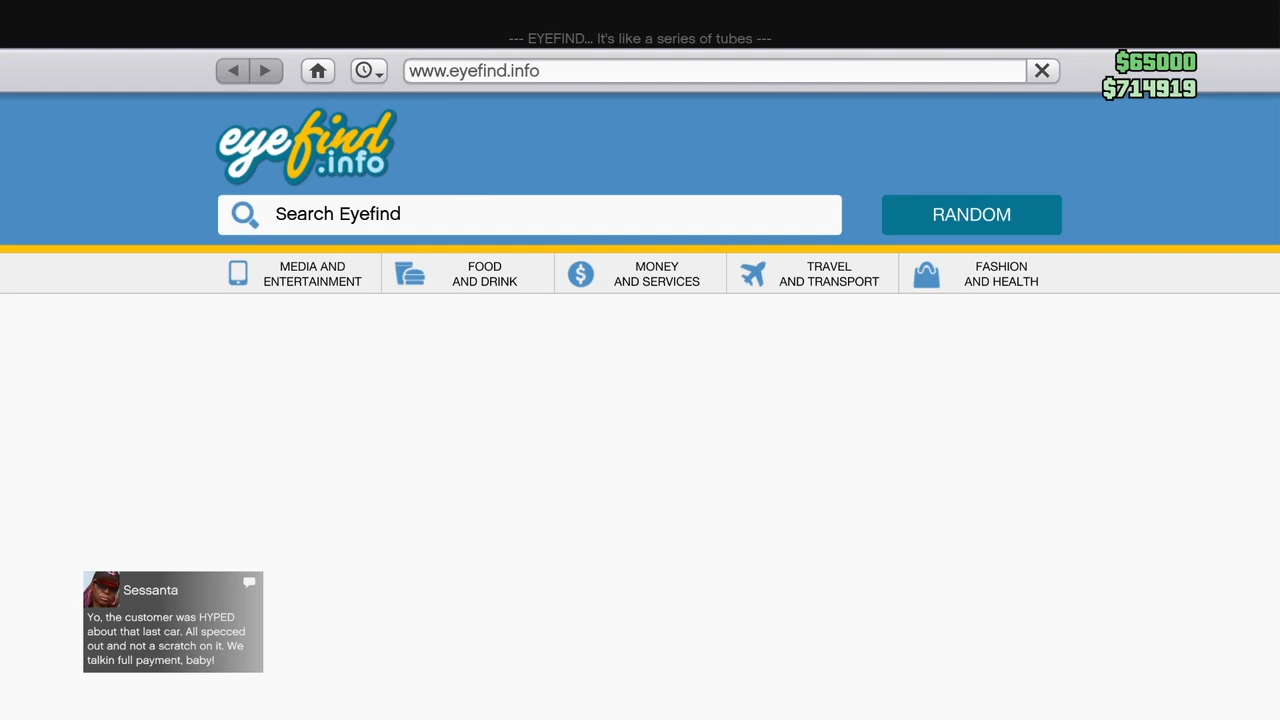 --- EYEFIND... It's like a series of tubes ---
www.eyefind.info
$65000
$714919
eyefind
.info
Search Eyefind
RANDOM
MEDIA AND
ENTERTAINMENT
FOOD
AND DRINK
MONEY
AND SERVICES
TRAVEL
AND TRANSPORT
FASHION
AND HEALTH
Sessanta
Yo, the customer was HYPED
about that last car. All specced
out and not a scratch on it. We
talkin full payment, baby!